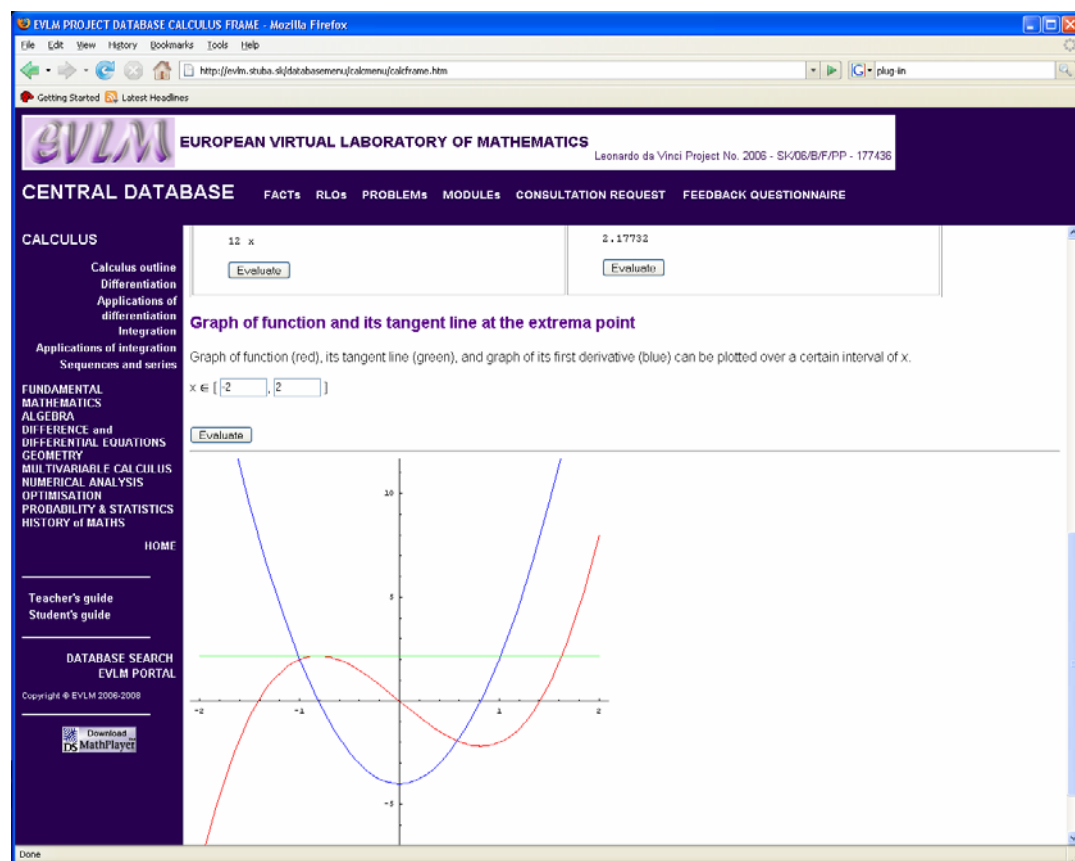 EVLM PROJECT DATABASE CALCULUS FRAME - Mozilla Firefox
File Edit View History Bookmarks Tools Help
http://evlm.stuba.sk/databasemenu/calcmenu/calcframe.htm
G plug-in
Getting Started Latest Headlines
EVLM
EUROPEAN VIRTUAL LABORATORY OF MATHEMATICS
Leonardo da Vinci Project No. 2006 - SK/06/B/F/PP - 177436
CENTRAL DATABASE FACTs RLOs PROBLEMs MODULEs CONSULTATION REQUEST FEEDBACK QUESTIONNAIRE
CALCULUS
Calculus outline
Differentiation
Applications of
differentiation
Integration
Applications of integration
Sequences and series
FUNDAMENTAL
MATHEMATICS
ALGEBRA
DIFFERENCE and
DIFFERENTIAL EQUATIONS
GEOMETRY
MULTIVARIABLE CALCULUS
NUMERICAL ANALYSIS
OPTIMISATION
PROBABILITY & STATISTICS
HISTORY of MATHS
HOME
Teacher's guide
Student's guide
DATABASE SEARCH
EVLM PORTAL
Copyright © EVLM 2006-2008
Download
DS MathPlayer
12 x
Evaluate
2.17732
Evaluate
Graph of function and its tangent line at the extrema point
Graph of function (red), its tangent line (green), and graph of its first derivative (blue) can be plotted over a certain interval of x.
x ∈ [ -2 , 2 ]
Evaluate
10
5
-2 -1 1 2
-5
Done